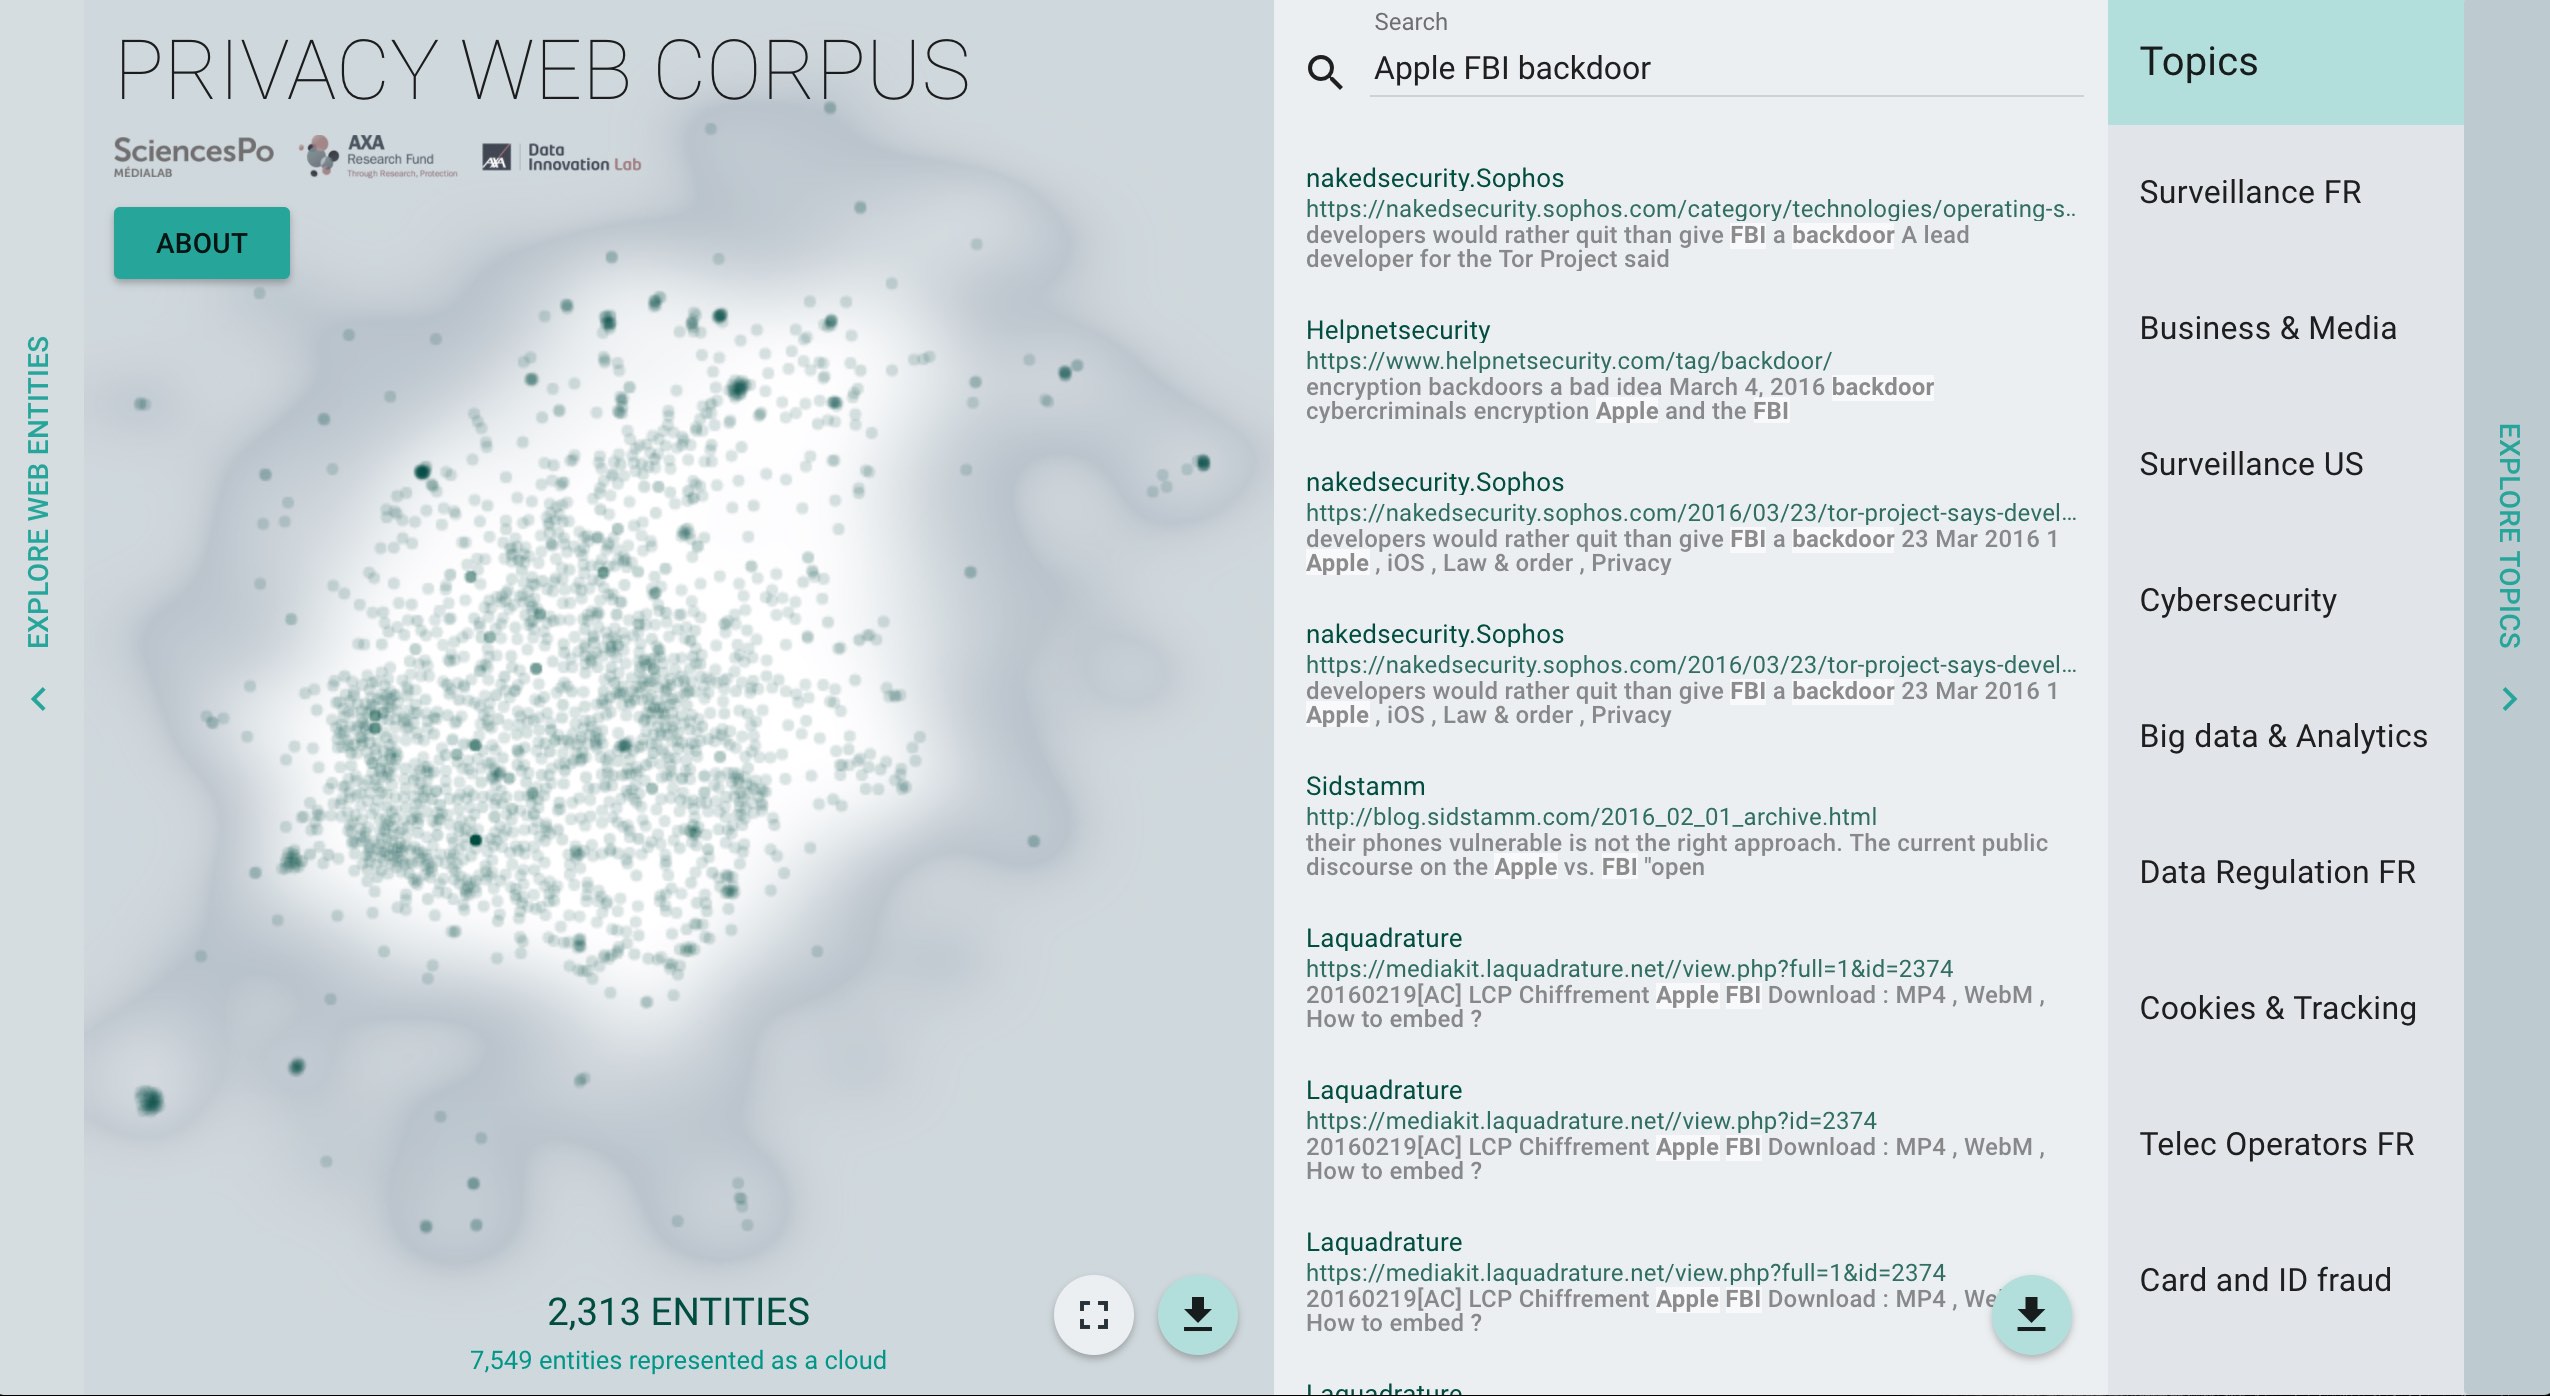 PRIVACY WEB CORPUS
SciencesPo
MÉDIALAB
AXA
Research Fund
Through Research, Protection
AXA
Data
Innovation Lab
ABOUT
EXPLORE WEB ENTITIES
2,313 ENTITIES
7,549 entities represented as a cloud
Search
Apple FBI backdoor
nakedsecurity.Sophos
https://nakedsecurity.sophos.com/category/technologies/operating-s..
developers would rather quit than give FBI a backdoor A lead
developer for the Tor Project said
Helpnetsecurity
https://www.helpnetsecurity.com/tag/backdoor/
encryption backdoors a bad idea March 4, 2016 backdoor
cybercriminals encryption Apple and the FBI
nakedsecurity.Sophos
https://nakedsecurity.sophos.com/2016/03/23/tor-project-says-devel...
developers would rather quit than give FBI a backdoor 23 Mar 2016 1
Apple , iOS , Law & order , Privacy
nakedsecurity.Sophos
https://nakedsecurity.sophos.com/2016/03/23/tor-project-says-devel...
developers would rather quit than give FBI a backdoor 23 Mar 2016 1
Apple , iOS , Law & order , Privacy
Sidstamm
http://blog.sidstamm.com/2016_02_01_archive.html
their phones vulnerable is not the right approach. The current public
discourse on the Apple vs. FBI "open
Laquadrature
https://mediakit.laquadrature.net//view.php?full=1&id=2374
20160219[AC] LCP Chiffrement Apple FBI Download : MP4 , WebM ,
How to embed ?
Laquadrature
https://mediakit.laquadrature.net//view.php?id=2374
20160219[AC] LCP Chiffrement Apple FBI Download : MP4 , WebM ,
How to embed ?
Laquadrature
https://mediakit.laquadrature.net/view.php?full=1&id=2374
20160219[AC] LCP Chiffrement Apple FBI Download : MP4 , We
How to embed ?
Laquadrature
Topics
Surveillance FR
Business & Media
Surveillance US
Cybersecurity
Big data & Analytics
Data Regulation FR
Cookies & Tracking
Telec Operators FR
Card and ID fraud
EXPLORE TOPICS